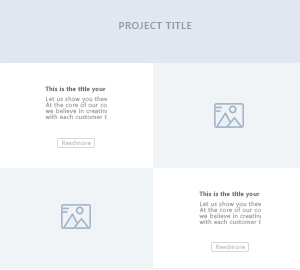 PROJECT TITLE
This is the title your
Let us show you thew
At the core of our co
we believe in creatin
with each customer t
Readmore
This is the title your
Let us show you thew
At the core of our co
we believe in creatin
with each customer t
Readmore